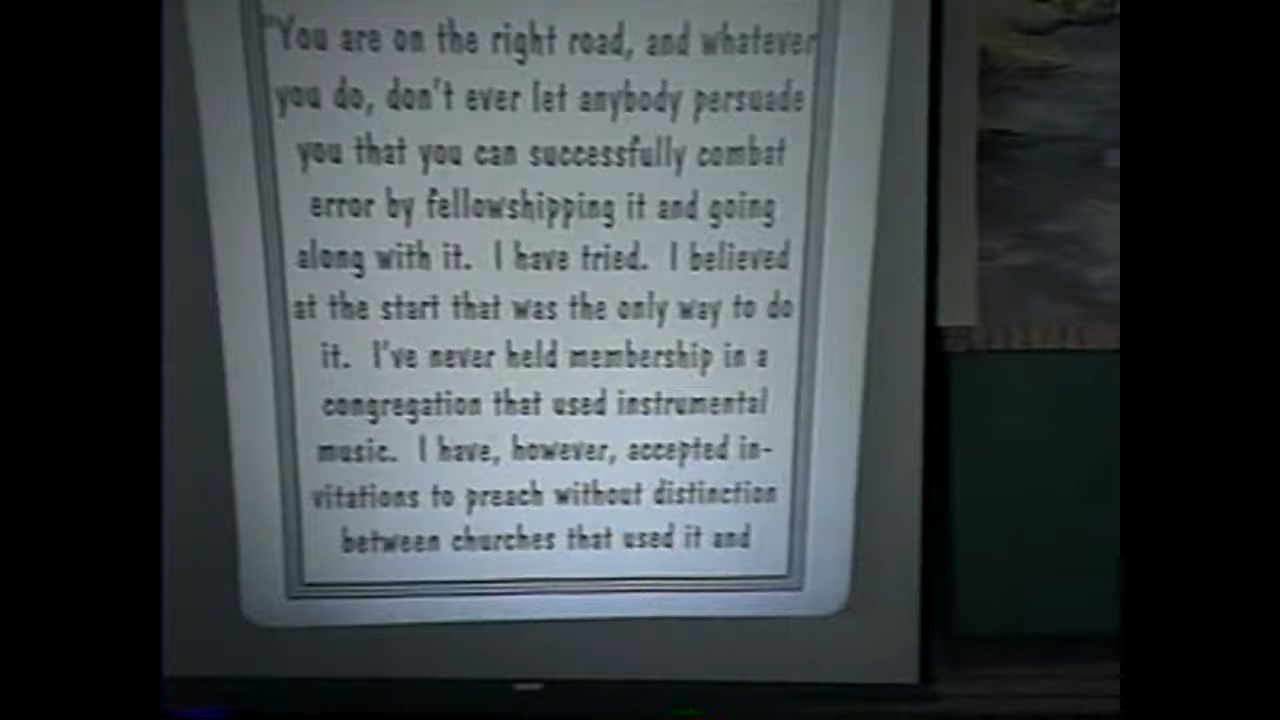 "You are on the right road, and whatever
you do, don't ever let anybody persuade
you that you can successfully combat
error by fellowshipping it and going
along with it. I have tried. I believed
at the start that was the only way to do
it. I've never held membership in a
congregation that used instrumental
music. I have, however, accepted in-
vitations to preach without distinction
between churches that used it and